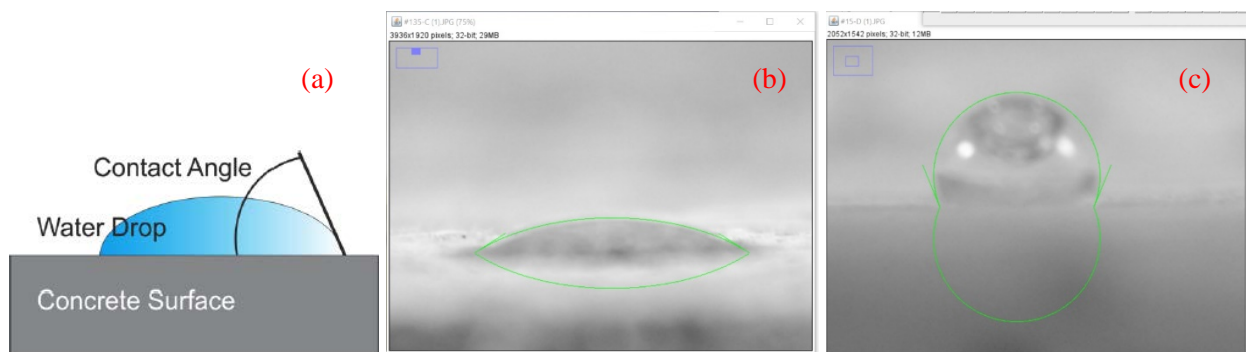 (a)
Contact Angle
Water Drop
Concrete Surface
#135-C (1).JPG (75%)
3936x1920 pixels; 32-bit; 29MB
(b)
#15-D (1).JPG
2052x1542 pixels; 32-bit; 12MB
(c)